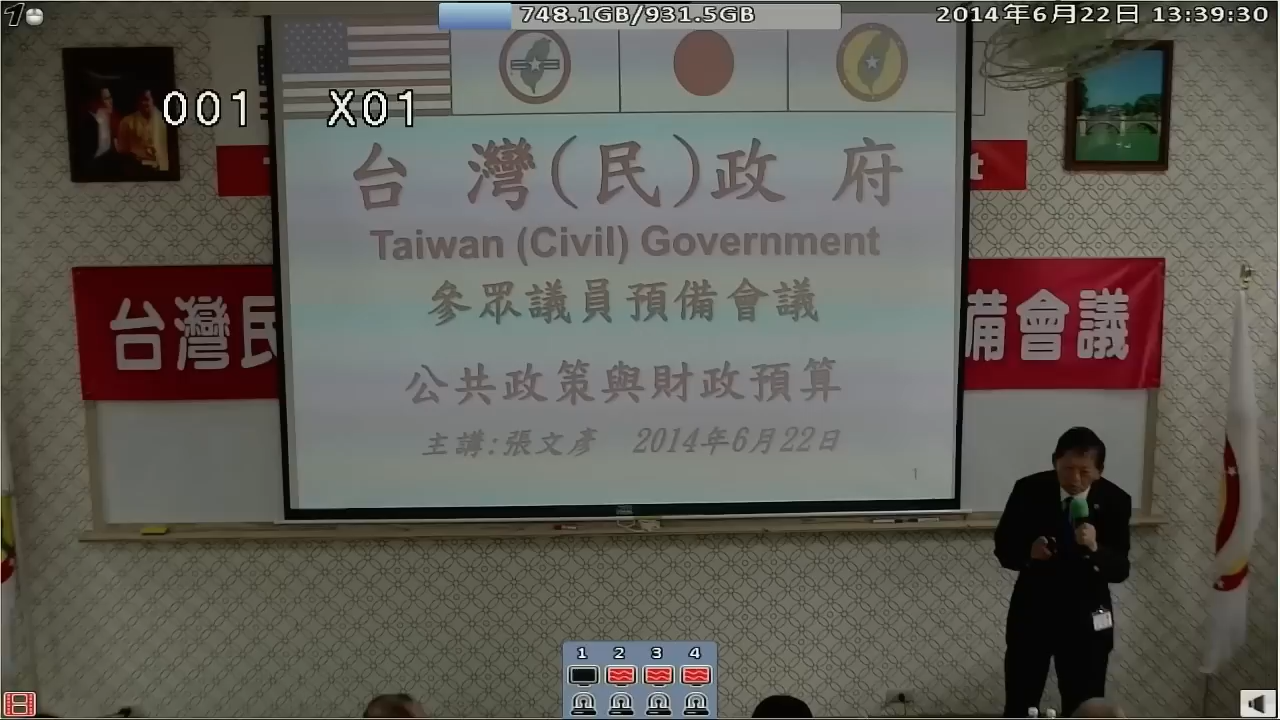 748.1GB/931.5GB
2014年6月22日 13:39:30
001 X01
台灣(民)政府
Taiwan (Civil) Government
參眾議員預備會議
台灣民
備會議
公共政策與財政預算
主講:張文彥 2014年6月22日
1
t
1 2 3 4